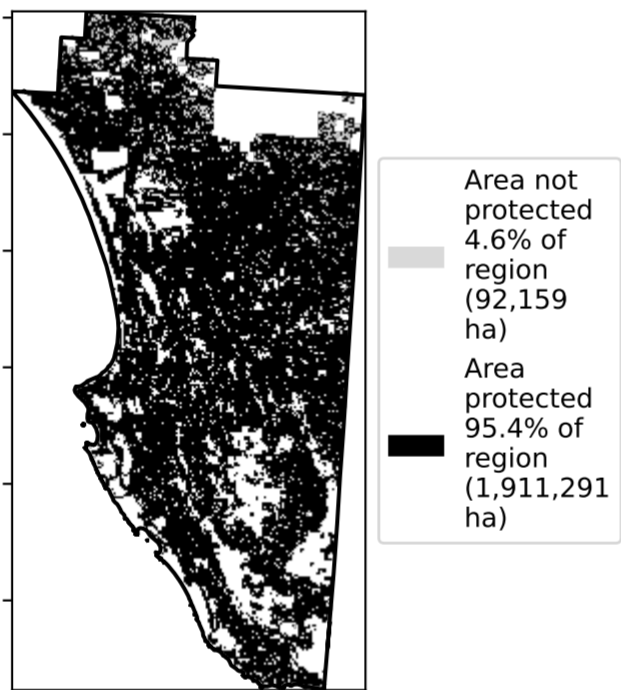 Area not
protected
4.6% of
region
(92,159
ha)
Area
protected
95.4% of
region
(1,911,291
ha)